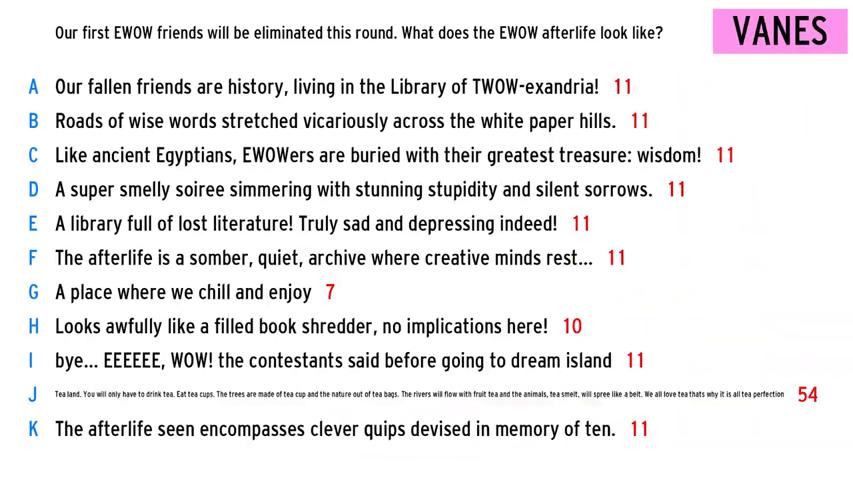 Our first EWOW friends will be eliminated this round. What does the EWOW afterlife look like?
VANES
A Our fallen friends are history, living in the Library of TWOW-exandria! 11
B Roads of wise words stretched vicariously across the white paper hills. 11
C Like ancient Egyptians, EWOWers are buried with their greatest treasure: wisdom! 11
D A super smelly soiree simmering with stunning stupidity and silent sorrows. 11
E A library full of lost literature! Truly sad and depressing indeed! 11
F The afterlife is a somber, quiet, archive where creative minds rest... 11
G A place where we chill and enjoy 7
H Looks awfully like a filled book shredder, no implications here! 10
I bye... EEEEEE, WOW! the contestants said before going to dream island 11
J Tea land. You will only have to drink tea. Eat tea cups. The trees are made of tea cup and the nature out of tea bags. The rivers will flow with fruit tea and the animals, tea smelt, will spree like a belt. We all love tea thats why it is all tea perfection 54
K The afterlife seen encompasses clever quips devised in memory of ten. 11